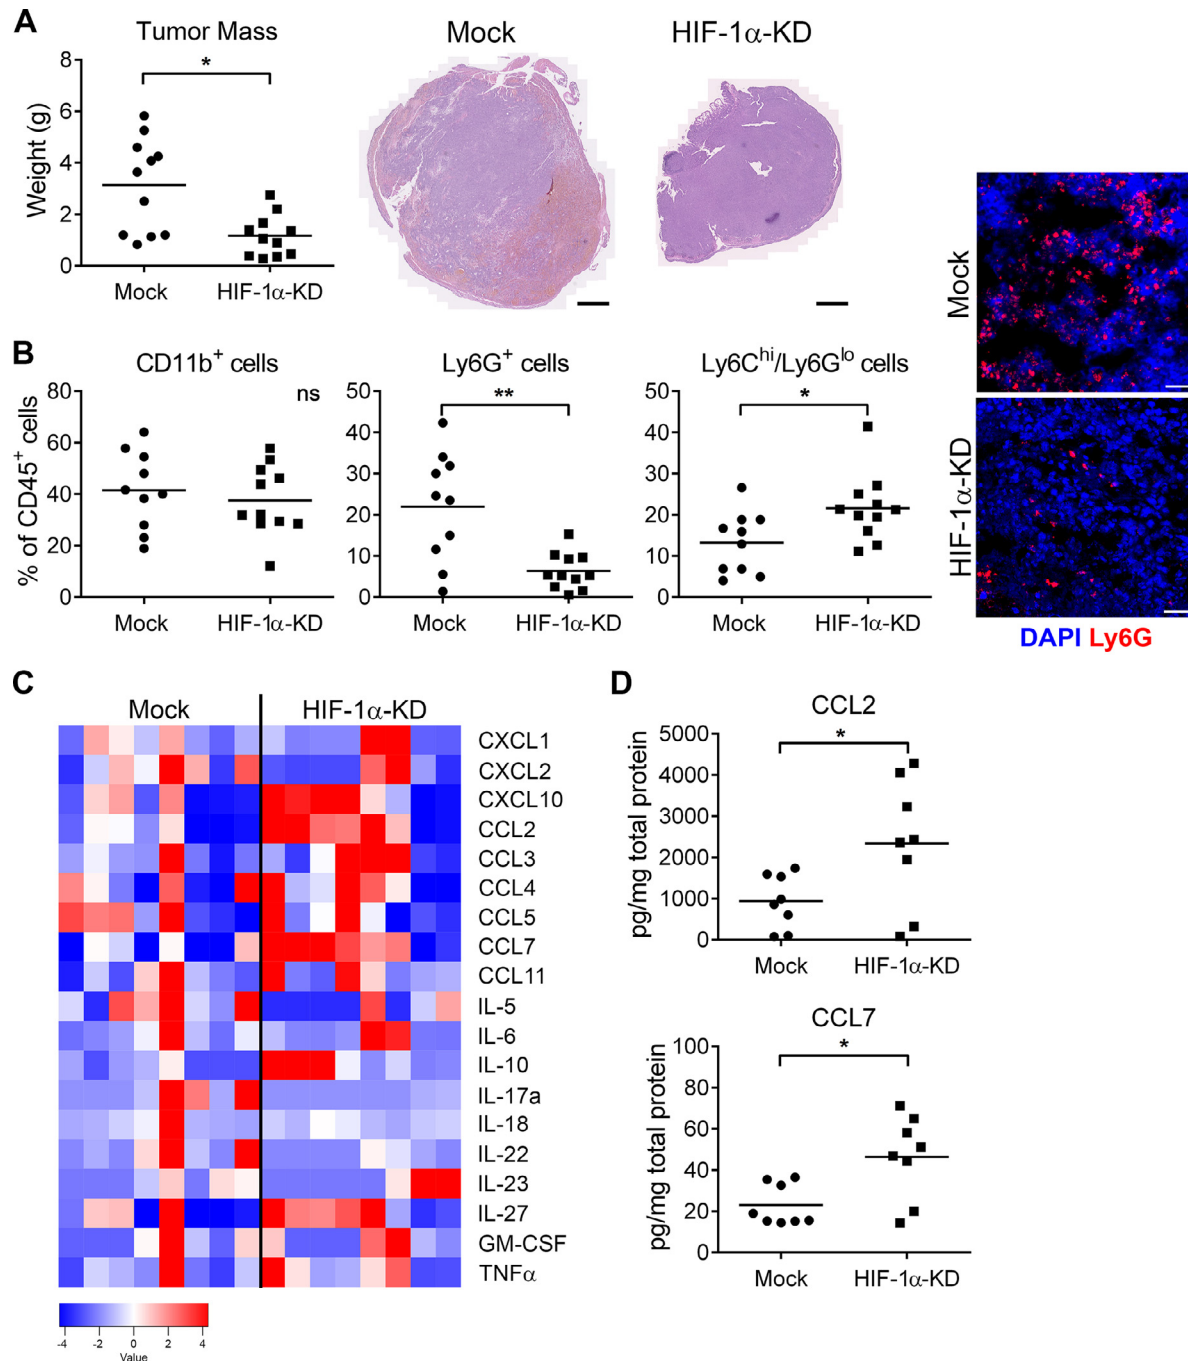 A
Tumor Mass
Mock
HIF-1α-KD
*
Weight (g)
8
6
4
2
0
Mock
HIF-1α-KD
B
CD11b⁺ cells
Ly6G⁺ cells
Ly6Cʰⁱ/Ly6Gˡᵒ cells
% of CD45⁺ cells
ns
80
60
40
20
0
Mock
HIF-1α-KD
**
50
40
30
20
10
0
Mock
HIF-1α-KD
*
50
40
30
20
10
0
Mock
HIF-1α-KD
Mock
HIF-1α-KD
DAPI Ly6G
C
Mock
HIF-1α-KD
CXCL1
CXCL2
CXCL10
CCL2
CCL3
CCL4
CCL5
CCL7
CCL11
IL-5
IL-6
IL-10
IL-17a
IL-18
IL-22
IL-23
IL-27
GM-CSF
TNFα
-4 -2 0 2 4
Value
D
CCL2
*
pg/mg total protein
5000
4000
3000
2000
1000
0
Mock
HIF-1α-KD
CCL7
*
pg/mg total protein
100
80
60
40
20
0
Mock
HIF-1α-KD